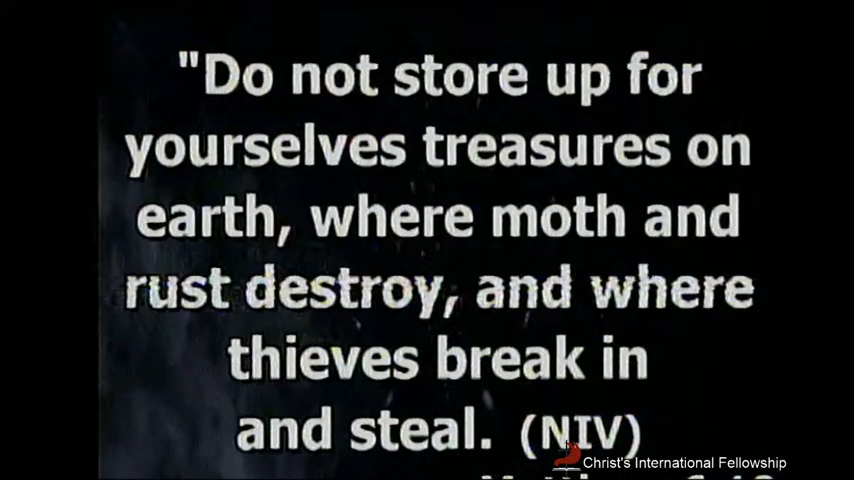 "Do not store up for
yourselves treasures on
earth, where moth and
rust destroy, and where
thieves break in
and steal. (NIV)
Christ's International Fellowship